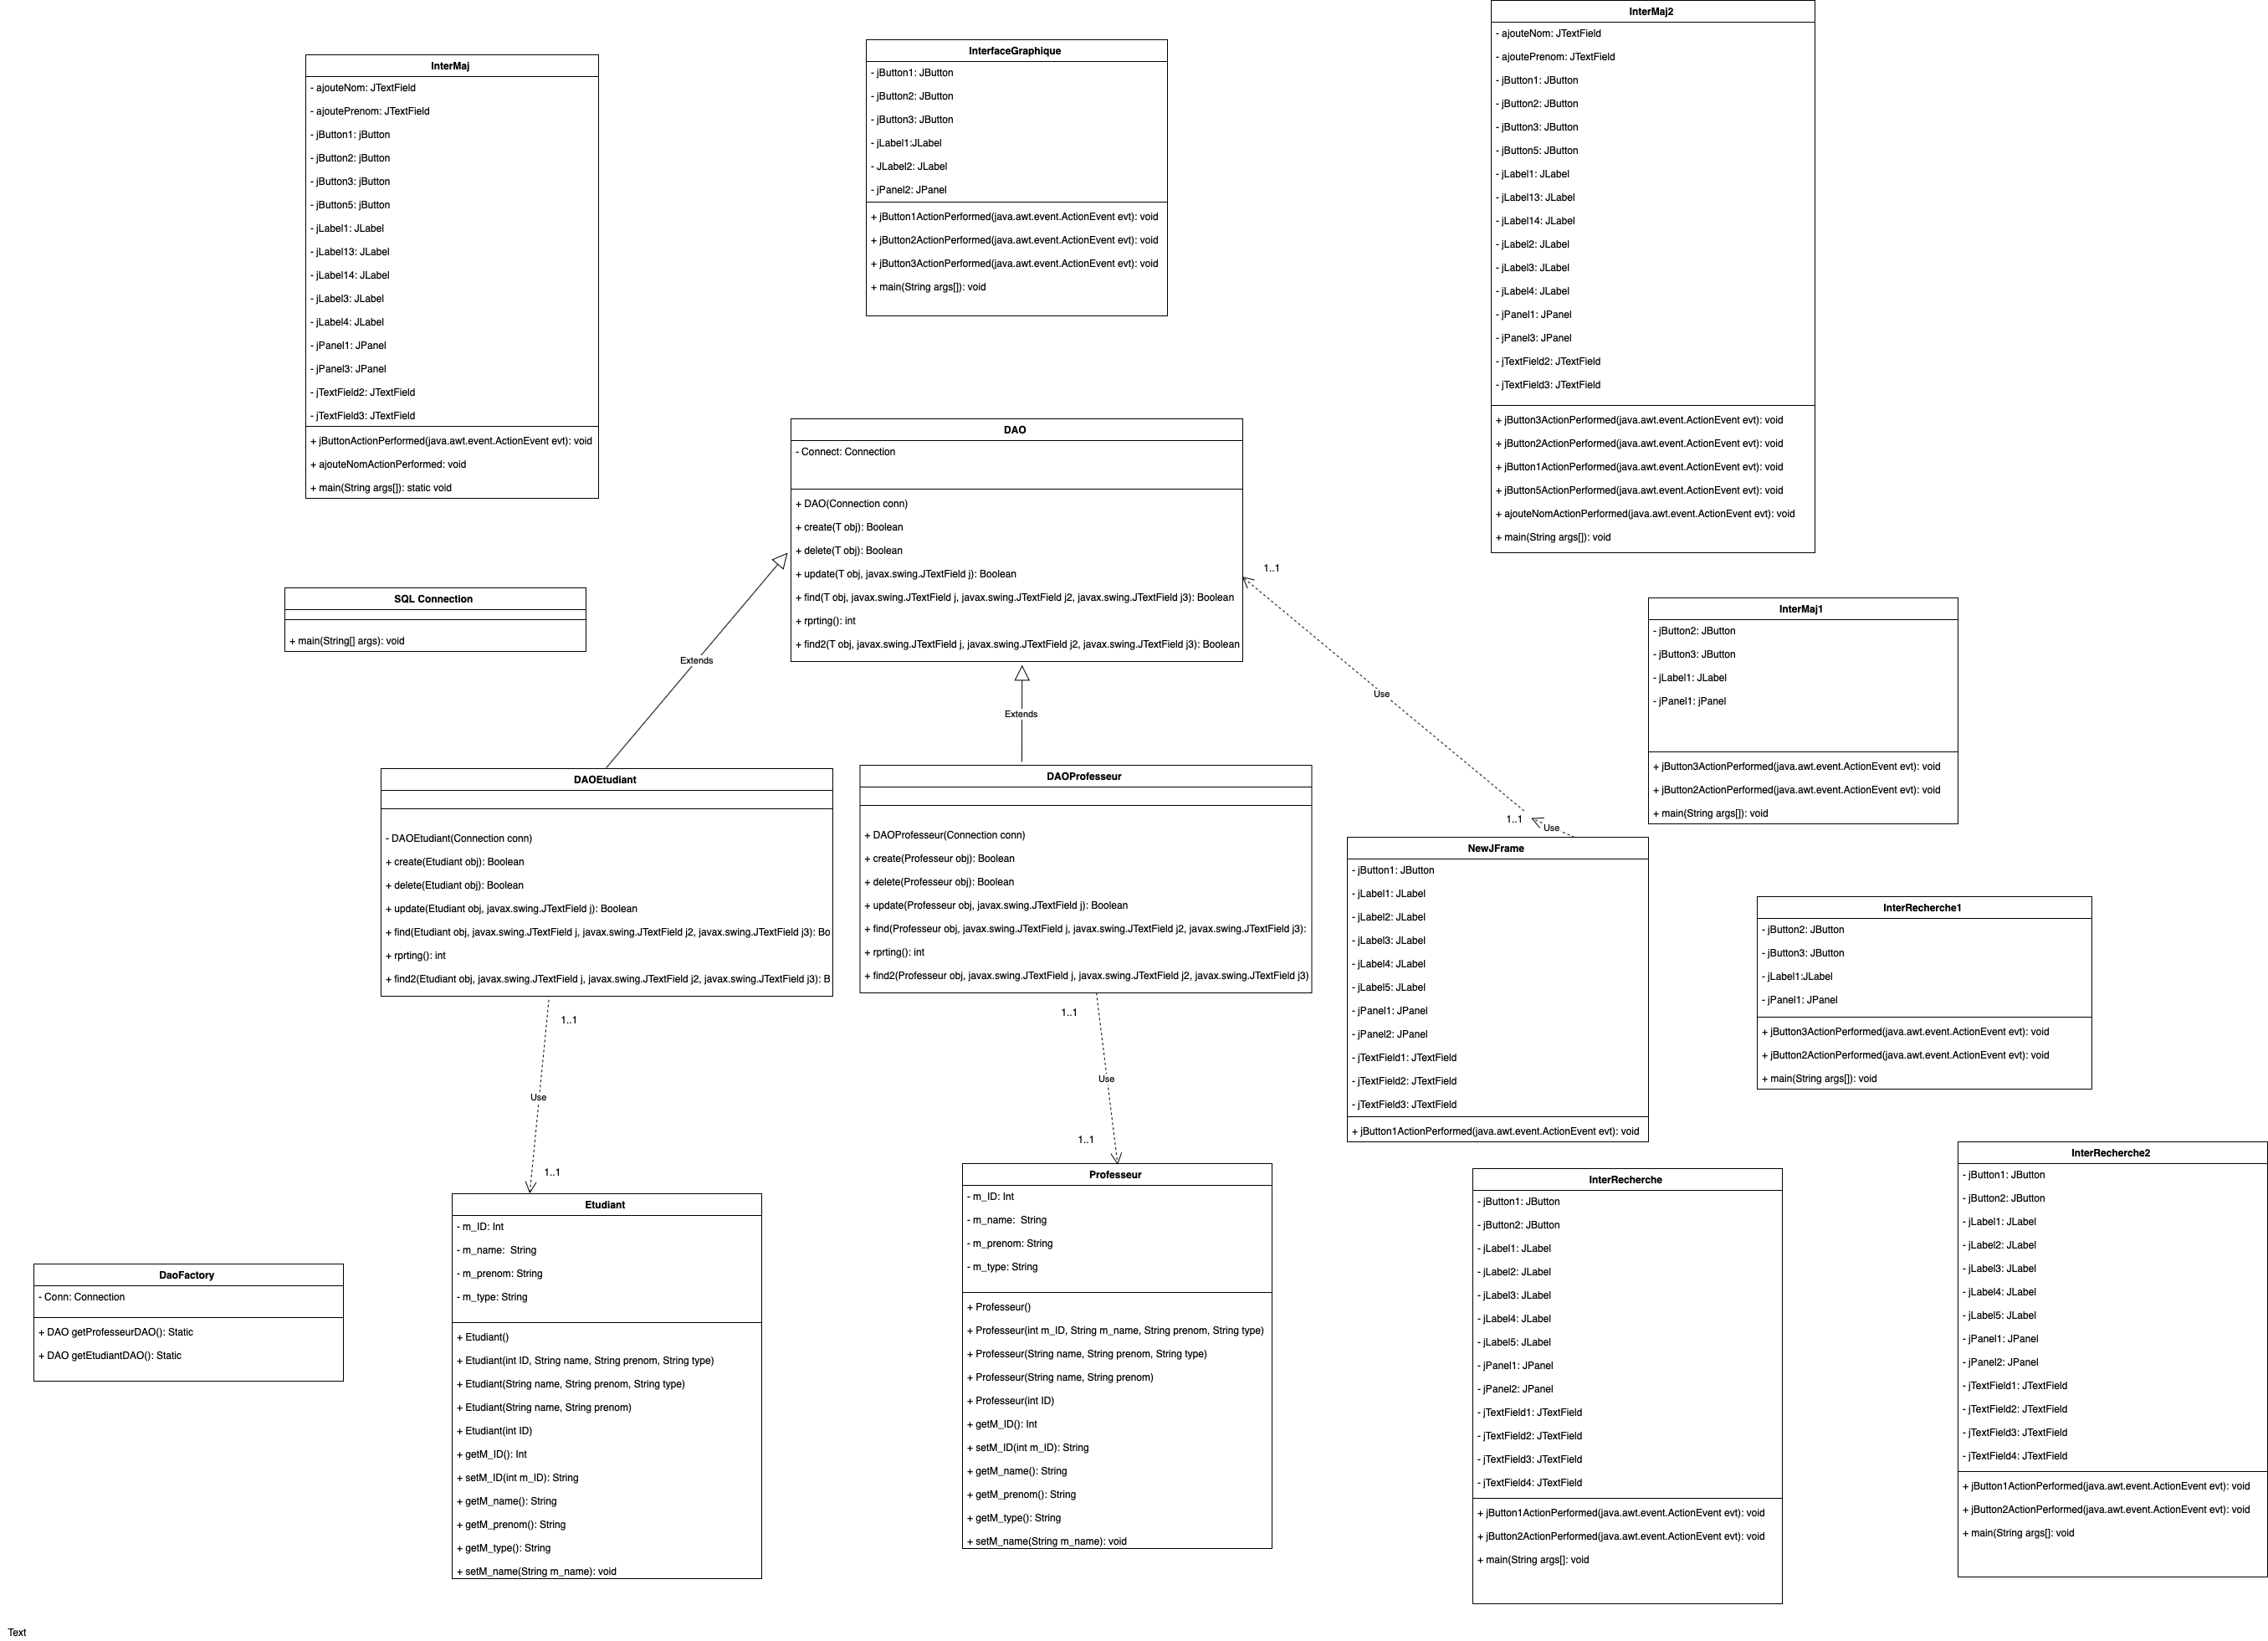 InterMaj
- ajouteNom: JTextField
- ajoutePrenom: JTextField
- jButton1: jButton
- jButton2: jButton
- jButton3: jButton
- jButton5: jButton
- jLabel1: JLabel
- jLabel13: JLabel
- jLabel14: JLabel
- jLabel3: JLabel
- jLabel4: JLabel
- jPanel1: JPanel
- jPanel3: JPanel
- jTextField2: JTextField
- jTextField3: JTextField
+ jButtonActionPerformed(java.awt.event.ActionEvent evt): void
+ ajouteNomActionPerformed: void
+ main(String args[]): static void
InterfaceGraphique
- jButton1: JButton
- jButton2: JButton
- jButton3: JButton
- jLabel1:JLabel
- JLabel2: JLabel
- jPanel2: JPanel
+ jButton1ActionPerformed(java.awt.event.ActionEvent evt): void
+ jButton2ActionPerformed(java.awt.event.ActionEvent evt): void
+ jButton3ActionPerformed(java.awt.event.ActionEvent evt): void
+ main(String args[]): void
InterMaj2
- ajouteNom: JTextField
- ajoutePrenom: JTextField
- jButton1: JButton
- jButton2: JButton
- jButton3: JButton
- jButton5: JButton
- jLabel1: JLabel
- jLabel13: JLabel
- jLabel14: JLabel
- jLabel2: JLabel
- jLabel3: JLabel
- jLabel4: JLabel
- jPanel1: JPanel
- jPanel3: JPanel
- jTextField2: JTextField
- jTextField3: JTextField
+ jButton3ActionPerformed(java.awt.event.ActionEvent evt): void
+ jButton2ActionPerformed(java.awt.event.ActionEvent evt): void
+ jButton1ActionPerformed(java.awt.event.ActionEvent evt): void
+ jButton5ActionPerformed(java.awt.event.ActionEvent evt): void
+ ajouteNomActionPerformed(java.awt.event.ActionEvent evt): void
+ main(String args[]): void
DAO
- Connect: Connection
+ DAO(Connection conn)
+ create(T obj): Boolean
+ delete(T obj): Boolean
+ update(T obj, javax.swing.JTextField j): Boolean
+ find(T obj, javax.swing.JTextField j, javax.swing.JTextField j2, javax.swing.JTextField j3): Boolean
+ rprting(): int
+ find2(T obj, javax.swing.JTextField j, javax.swing.JTextField j2, javax.swing.JTextField j3): Boolean
1..1
SQL Connection
+ main(String[] args): void
Extends
Extends
Use
InterMaj1
- jButton2: JButton
- jButton3: JButton
- jLabel1: JLabel
- jPanel1: jPanel
+ jButton3ActionPerformed(java.awt.event.ActionEvent evt): void
+ jButton2ActionPerformed(java.awt.event.ActionEvent evt): void
+ main(String args[]): void
DAOEtudiant
- DAOEtudiant(Connection conn)
+ create(Etudiant obj): Boolean
+ delete(Etudiant obj): Boolean
+ update(Etudiant obj, javax.swing.JTextField j): Boolean
+ find(Etudiant obj, javax.swing.JTextField j, javax.swing.JTextField j2, javax.swing.JTextField j3): Bo
+ rprting(): int
+ find2(Etudiant obj, javax.swing.JTextField j, javax.swing.JTextField j2, javax.swing.JTextField j3): B
DAOProfesseur
+ DAOProfesseur(Connection conn)
+ create(Professeur obj): Boolean
+ delete(Professeur obj): Boolean
+ update(Professeur obj, javax.swing.JTextField j): Boolean
+ find(Professeur obj, javax.swing.JTextField j, javax.swing.JTextField j2, javax.swing.JTextField j3):
+ rprting(): int
+ find2(Professeur obj, javax.swing.JTextField j, javax.swing.JTextField j2, javax.swing.JTextField j3)
1..1
Use
NewJFrame
- jButton1: JButton
- jLabel1: JLabel
- jLabel2: JLabel
- jLabel3: JLabel
- jLabel4: JLabel
- jLabel5: JLabel
- jPanel1: JPanel
- jPanel2: JPanel
- jTextField1: JTextField
- jTextField2: JTextField
- jTextField3: JTextField
+ jButton1ActionPerformed(java.awt.event.ActionEvent evt): void
InterRecherche1
- jButton2: JButton
- jButton3: JButton
- jLabel1:JLabel
- jPanel1: JPanel
+ jButton3ActionPerformed(java.awt.event.ActionEvent evt): void
+ jButton2ActionPerformed(java.awt.event.ActionEvent evt): void
+ main(String args[]): void
1..1
Use
1..1
1..1
Use
1..1
Etudiant
- m_ID: Int
- m_name:  String
- m_prenom: String
- m_type: String
+ Etudiant()
+ Etudiant(int ID, String name, String prenom, String type)
+ Etudiant(String name, String prenom, String type)
+ Etudiant(String name, String prenom)
+ Etudiant(int ID)
+ getM_ID(): Int
+ setM_ID(int m_ID): String
+ getM_name(): String
+ getM_prenom(): String
+ getM_type(): String
+ setM_name(String m_name): void
Professeur
- m_ID: Int
- m_name:  String
- m_prenom: String
- m_type: String
+ Professeur()
+ Professeur(int m_ID, String m_name, String prenom, String type)
+ Professeur(String name, String prenom, String type)
+ Professeur(String name, String prenom)
+ Professeur(int ID)
+ getM_ID(): Int
+ setM_ID(int m_ID): String
+ getM_name(): String
+ getM_prenom(): String
+ getM_type(): String
+ setM_name(String m_name): void
InterRecherche
- jButton1: JButton
- jButton2: JButton
- jLabel1: JLabel
- jLabel2: JLabel
- jLabel3: JLabel
- jLabel4: JLabel
- jLabel5: JLabel
- jPanel1: JPanel
- jPanel2: JPanel
- jTextField1: JTextField
- jTextField2: JTextField
- jTextField3: JTextField
- jTextField4: JTextField
+ jButton1ActionPerformed(java.awt.event.ActionEvent evt): void
+ jButton2ActionPerformed(java.awt.event.ActionEvent evt): void
+ main(String args[]: void
InterRecherche2
- jButton1: JButton
- jButton2: JButton
- jLabel1: JLabel
- jLabel2: JLabel
- jLabel3: JLabel
- jLabel4: JLabel
- jLabel5: JLabel
- jPanel1: JPanel
- jPanel2: JPanel
- jTextField1: JTextField
- jTextField2: JTextField
- jTextField3: JTextField
- jTextField4: JTextField
+ jButton1ActionPerformed(java.awt.event.ActionEvent evt): void
+ jButton2ActionPerformed(java.awt.event.ActionEvent evt): void
+ main(String args[]: void
DaoFactory
- Conn: Connection
+ DAO getProfesseurDAO(): Static
+ DAO getEtudiantDAO(): Static
Text